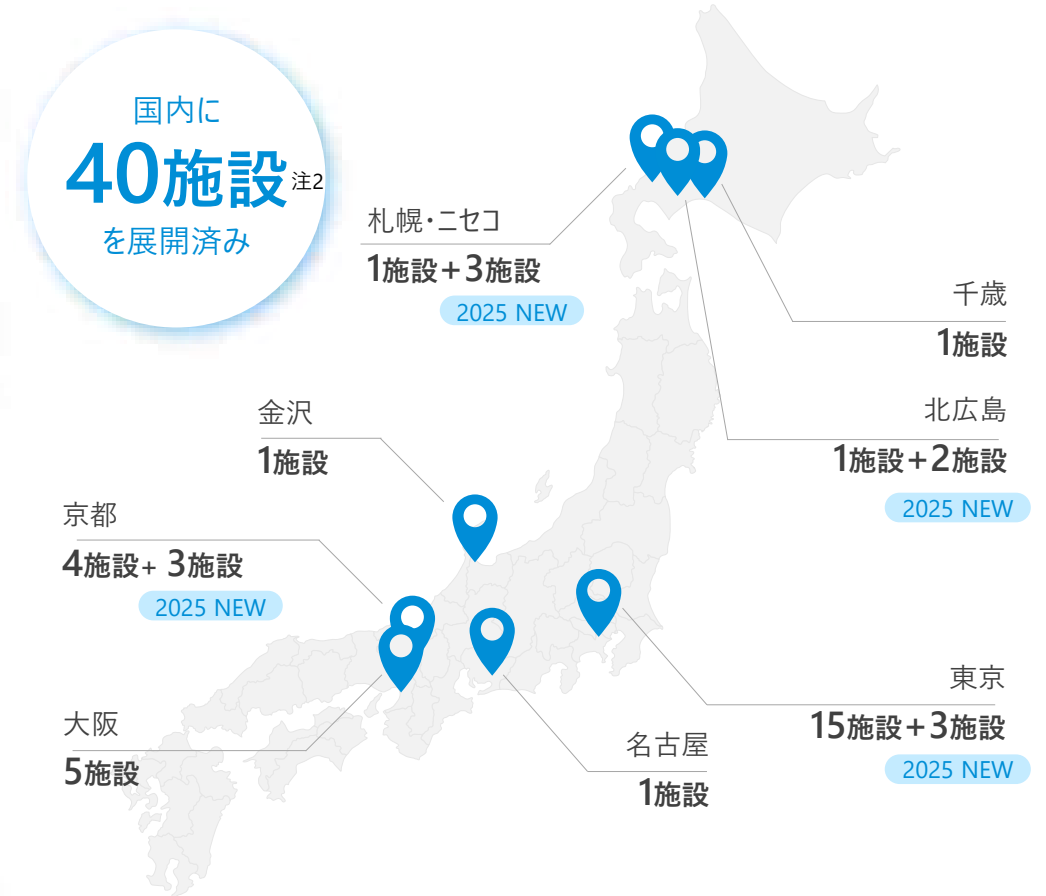 国内に
40施設 注2
を展開済み
札幌・ニセコ
1施設+3施設
2025 NEW
千歳
1施設
北広島
1施設+2施設
2025 NEW
金沢
1施設
京都
4施設+ 3施設
2025 NEW
大阪
5施設
名古屋
1施設
東京
15施設+3施設
2025 NEW